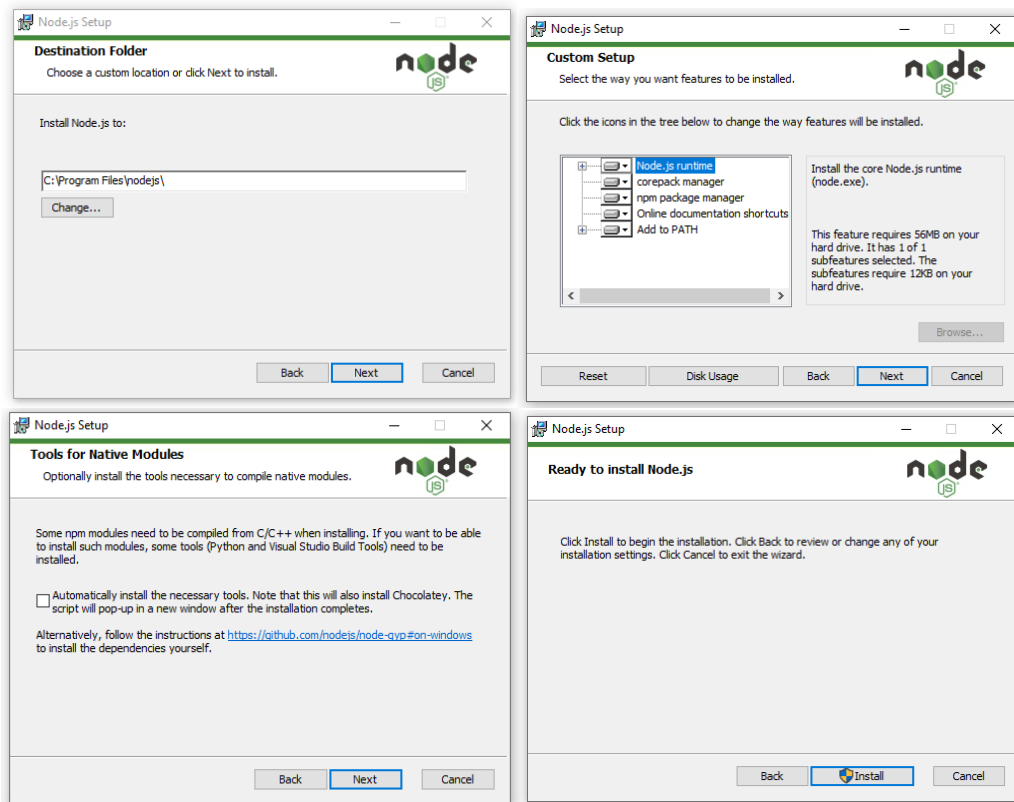 Node.js Setup
Destination Folder
Choose a custom location or click Next to install.
node
JS
Install Node.js to:
C:\Program Files\nodejs\
Change...
Back
Next
Cancel
Node.js Setup
Custom Setup
Select the way you want features to be installed.
node
JS
Click the icons in the tree below to change the way features will be installed.
Node.js runtime
corepack manager
npm package manager
Online documentation shortcuts
Add to PATH
Install the core Node.js runtime
(node.exe).
This feature requires 56MB on your
hard drive. It has 1 of 1
subfeatures selected. The
subfeatures require 12KB on your
hard drive.
Browse...
Reset
Disk Usage
Back
Next
Cancel
Node.js Setup
Tools for Native Modules
Optionally install the tools necessary to compile native modules.
node
JS
Some npm modules need to be compiled from C/C++ when installing. If you want to be able
to install such modules, some tools (Python and Visual Studio Build Tools) need to be
installed.
Automatically install the necessary tools. Note that this will also install Chocolatey. The
script will pop-up in a new window after the installation completes.
Alternatively, follow the instructions at https://github.com/nodejs/node-gyp#on-windows
to install the dependencies yourself.
Back
Next
Cancel
Node.js Setup
Ready to install Node.js
node
JS
Click Install to begin the installation. Click Back to review or change any of your
installation settings. Click Cancel to exit the wizard.
Back
Install
Cancel